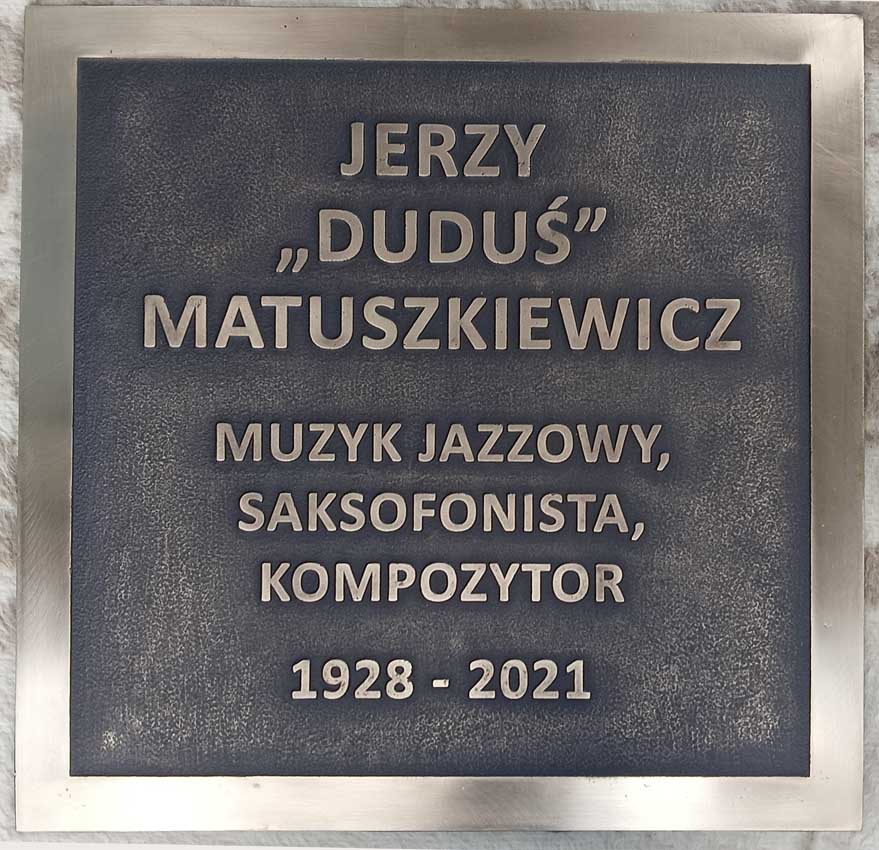 JERZY
„DUDUŚ”
MATUSZKIEWICZ
MUZYK JAZZOWY,
SAKSOFONISTA,
KOMPOZYTOR
1928 - 2021